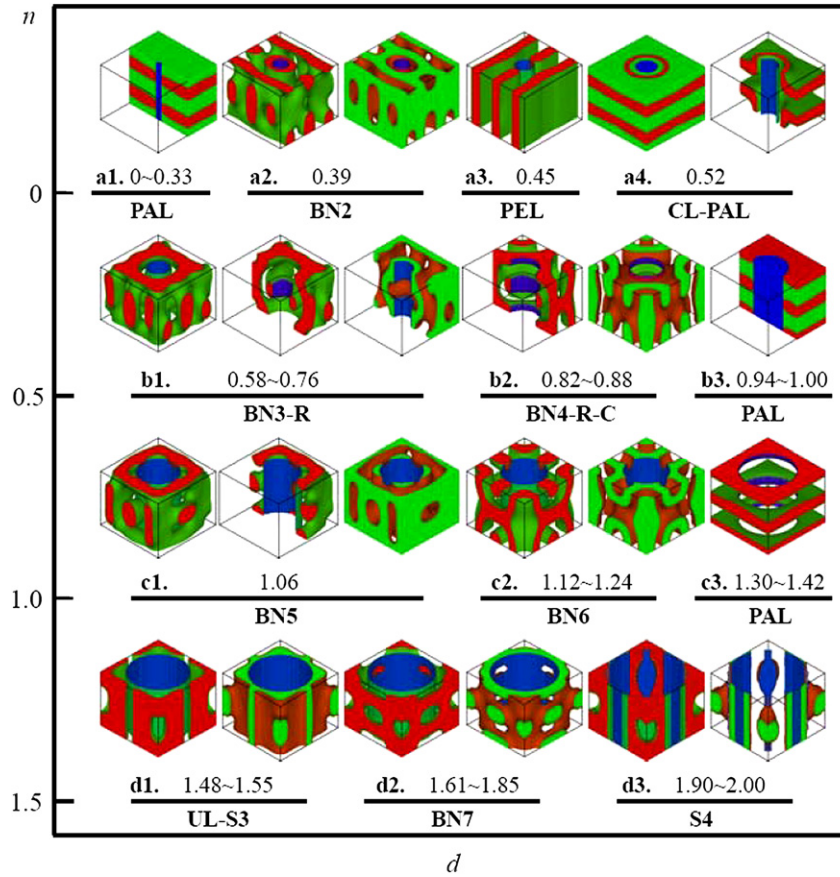 n
a1. 0~0.33 a2. 0.39 a3. 0.45 a4. 0.52
0
PAL BN2 PEL CL-PAL
b1. 0.58~0.76 b2. 0.82~0.88 b3. 0.94~1.00
0.5
BN3-R BN4-R-C PAL
c1. 1.06 c2. 1.12~1.24 c3. 1.30~1.42
1.0
BN5 BN6 PAL
d1. 1.48~1.55 d2. 1.61~1.85 d3. 1.90~2.00
1.5
UL-S3 BN7 S4
d